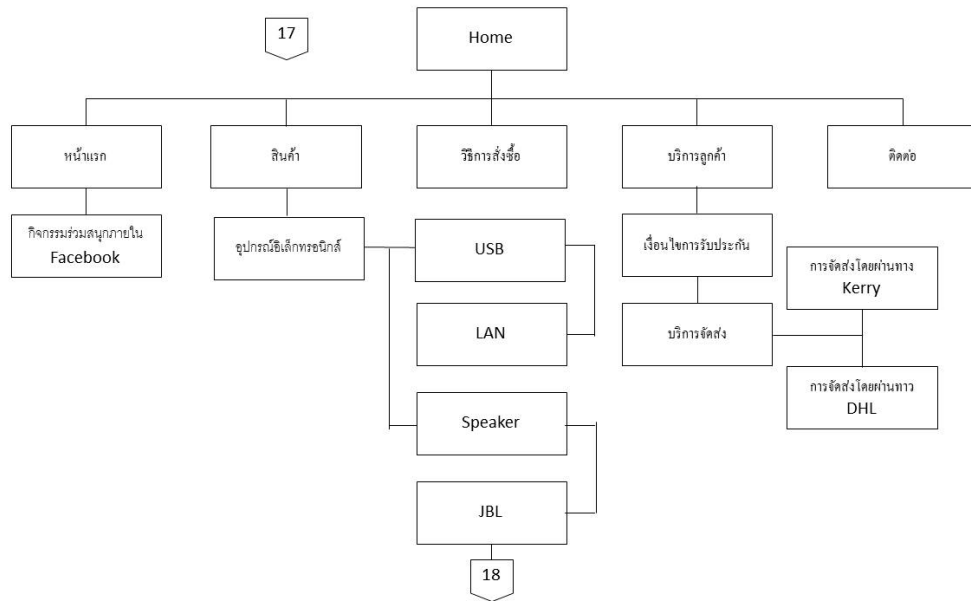 17
Home
หน้าแรก
สินค้า
วิธีการสั่งซื้อ
บริการลูกค้า
ติดต่อ
กิจกรรมร่วมสนุกภายใน
Facebook
อุปกรณ์อิเล็กทรอนิกส์
USB
เงื่อนไขการรับประกัน
การจัดส่งโดยผ่านทาง
Kerry
LAN
บริการจัดส่ง
การจัดส่งโดยผ่านทาว
DHL
Speaker
JBL
18